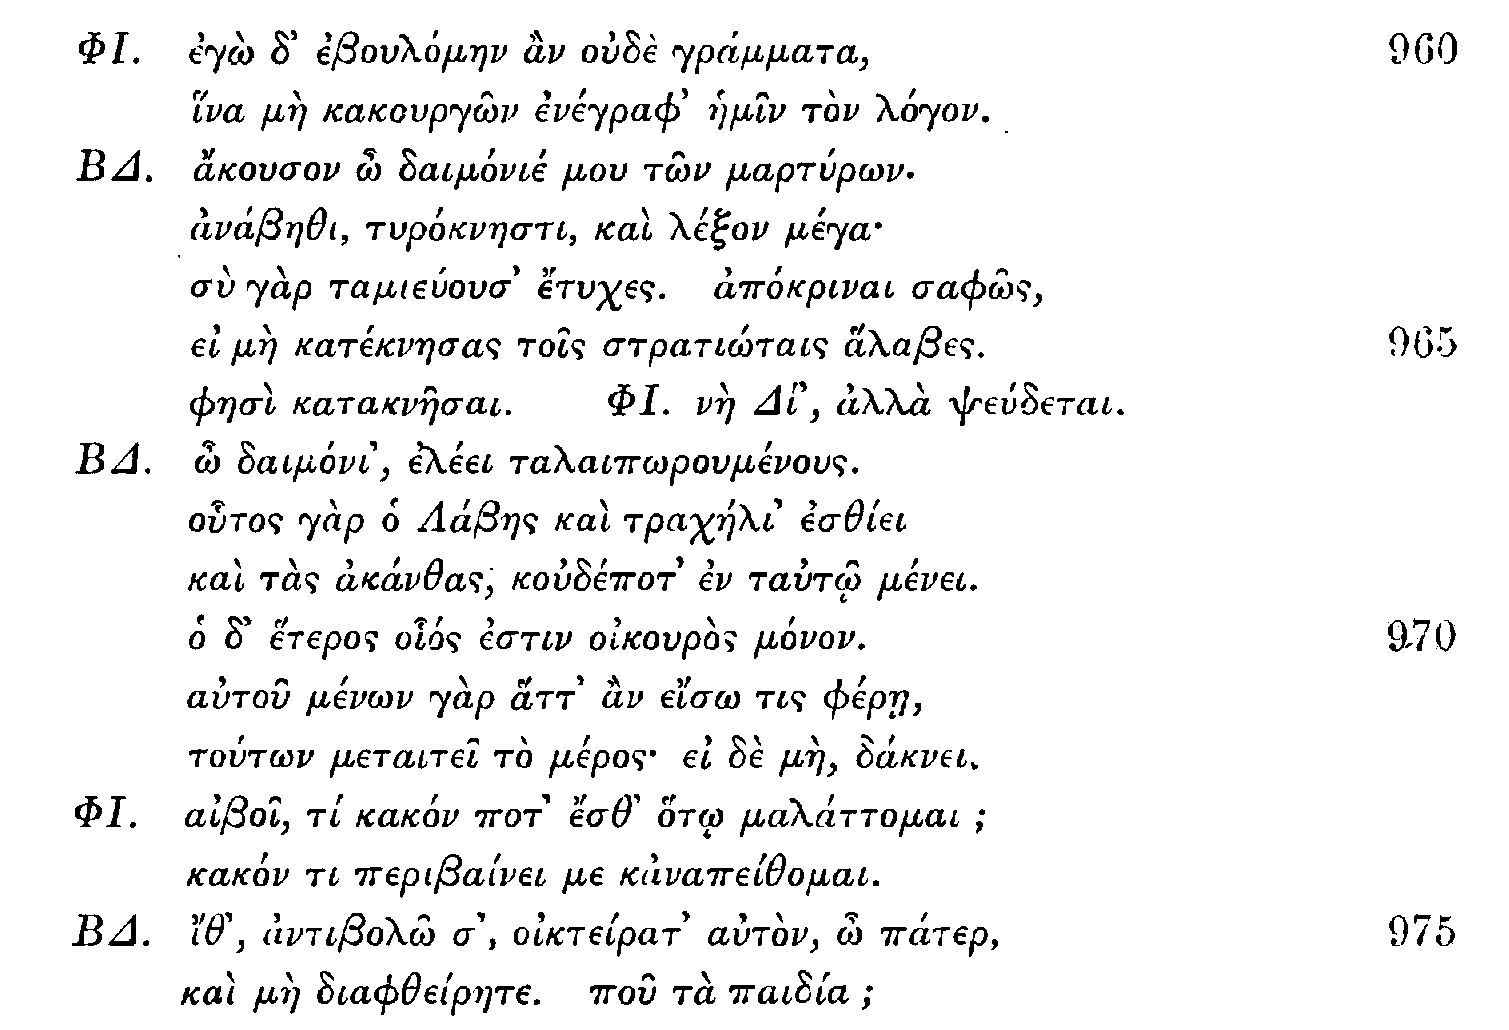 ΦΙ. ἐγὼ δ’ ἐβουλόμην ἂν οὐδὲ γράμματα, 960
ἵνα μὴ κακουργῶν ἐνέγραφ’ ἡμῖν τὸν λόγον.
ΒΔ. ἄκουσον ὦ δαιμόνιέ μου τῶν μαρτύρων·
ἀνάβηθι, τυρόκνηστι, καὶ λέξον μέγα·
σὺ γὰρ ταμιεύουσ’ ἔτυχες. ἀπόκριναι σαφῶς,
εἰ μὴ κατέκνησας τοῖς στρατιώταις ἅλαβες. 965
φησὶ κατακνῆσαι. ΦΙ. νὴ Δί’, ἀλλὰ ψεύδεται.
ΒΔ. ὦ δαιμόνι’, ἐλέει ταλαιπωρουμένους.
οὗτος γὰρ ὁ Λάβης καὶ τραχήλι’ ἐσθίει
καὶ τὰς ἀκάνθας, κοὐδέποτ’ ἐν ταὐτῷ μένει.
ὁ δ’ ἕτερος οἷός ἐστιν οἰκουρὸς μόνον. 970
αὐτοῦ μένων γὰρ ἅττ’ ἂν εἴσω τις φέρῃ,
τούτων μεταιτεῖ τὸ μέρος· εἰ δὲ μὴ, δάκνει.
ΦΙ. αἰβοῖ, τί κακόν ποτ’ ἔσθ’ ὅτῳ μαλάττομαι ;
κακόν τι περιβαίνει με κἀναπείθομαι.
ΒΔ. ἴθ’, ἀντιβολῶ σ’, οἰκτείρατ’ αὐτὸν, ὦ πάτερ, 975
καὶ μὴ διαφθείρητε. ποῦ τὰ παιδία ;